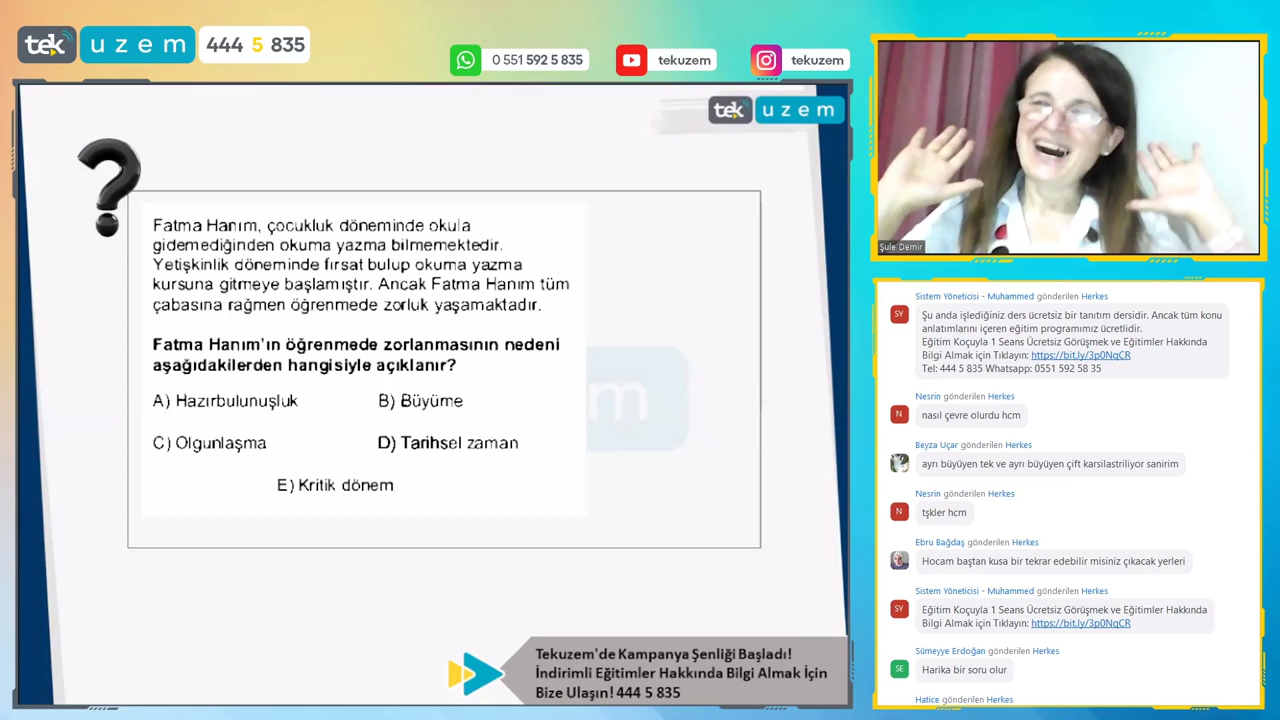 tek uzem 444 5 835
0 551 592 5 835
tekuzem
tekuzem
tek uzem
Fatma Hanım, çocukluk döneminde okula
gidemediğinden okuma yazma bilmemektedir.
Yetişkinlik döneminde fırsat bulup okuma yazma
kursuna gitmeye başlamıştır. Ancak Fatma Hanım tüm
çabasına rağmen öğrenmede zorluk yaşamaktadır.
Fatma Hanım'ın öğrenmede zorlanmasının nedeni
aşağıdakilerden hangisiyle açıklanır?
A) Hazırbulunuşluk B) Büyüme
C) Olgunlaşma D) Tarihsel zaman
E) Kritik dönem
m
Tekuzem'de Kampanya Şenliği Başladı!
İndirimli Eğitimler Hakkında Bilgi Almak İçin
Bize Ulaşın! 444 5 835
Şule Demir
Sistem Yöneticisi - Muhammed gönderilen Herkes
SY
Şu anda işlediğiniz ders ücretsiz bir tanıtım dersidir. Ancak tüm konu
anlatımlarını içeren eğitim programımız ücretlidir.
Eğitim Koçuyla 1 Seans Ücretsiz Görüşmek ve Eğitimler Hakkında
Bilgi Almak için Tıklayın: https://bit.ly/3p0NqCR
Tel: 444 5 835 Whatsapp: 0551 592 58 35
Nesrin gönderilen Herkes
N
nasıl çevre olurdu hcm
Beyza Uçar gönderilen Herkes
ayrı büyüyen tek ve ayrı büyüyen çift karsilastriliyor sanirim
Nesrin gönderilen Herkes
N
tşkler hcm
Ebru Bağdaş gönderilen Herkes
Hocam baştan kusa bir tekrar edebilir misiniz çıkacak yerleri
Sistem Yöneticisi - Muhammed gönderilen Herkes
SY
Eğitim Koçuyla 1 Seans Ücretsiz Görüşmek ve Eğitimler Hakkında
Bilgi Almak için Tıklayın: https://bit.ly/3p0NqCR
Sümeyye Erdoğan gönderilen Herkes
SE
Harika bir soru olur
Hatice gönderilen Herkes